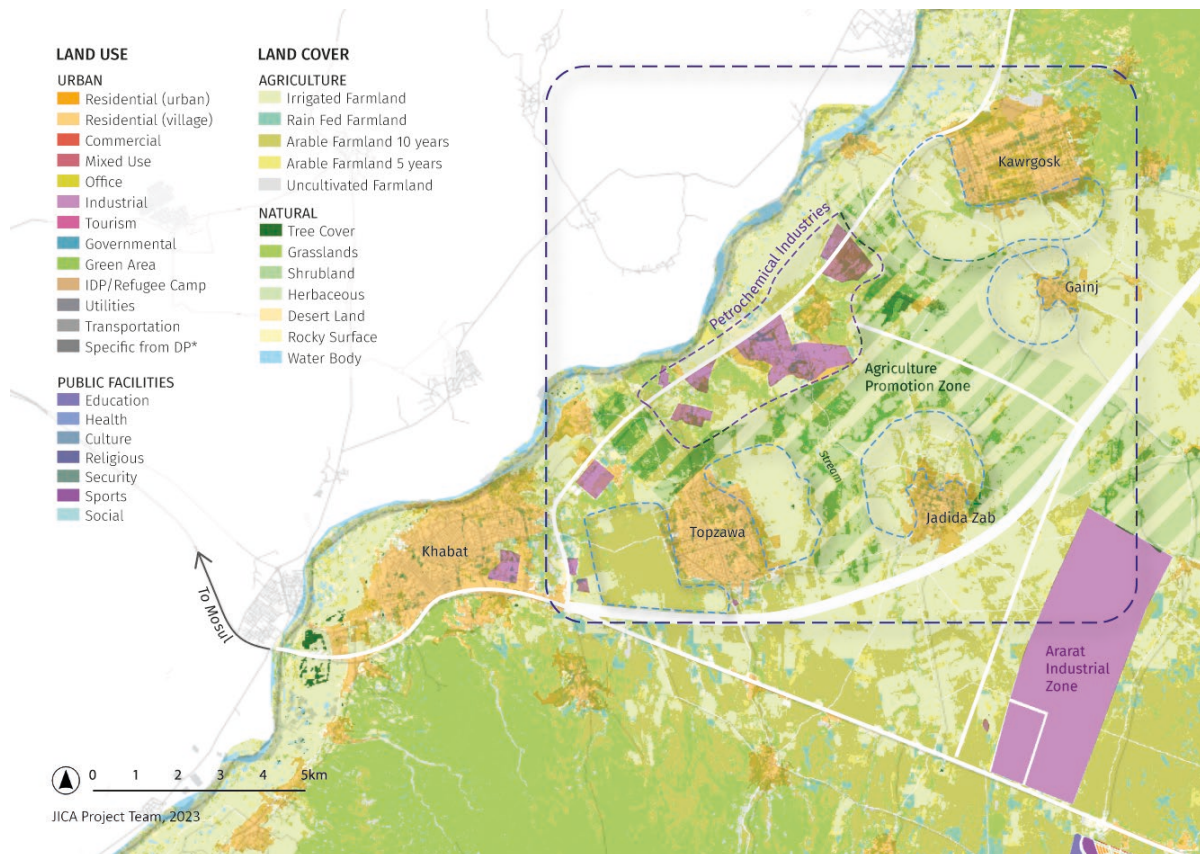 LAND USE
URBAN
Residential (urban)
Residential (village)
Commercial
Mixed Use
Office
Industrial
Tourism
Governmental
Green Area
IDP/Refugee Camp
Utilities
Transportation
Specific from DP*
PUBLIC FACILITIES
Education
Health
Culture
Religious
Security
Sports
Social
LAND COVER
AGRICULTURE
Irrigated Farmland
Rain Fed Farmland
Arable Farmland 10 years
Arable Farmland 5 years
Uncultivated Farmland
NATURAL
Tree Cover
Grasslands
Shrubland
Herbaceous
Desert Land
Rocky Surface
Water Body
Kawrgosk
Petrochemical Industries
Gainj
Agriculture
Promotion Zone
Stream
Jadida Zab
Topzawa
Khabat
To Mosul
Ararat
Industrial
Zone
0 1 2 3 4 5km
JICA Project Team, 2023